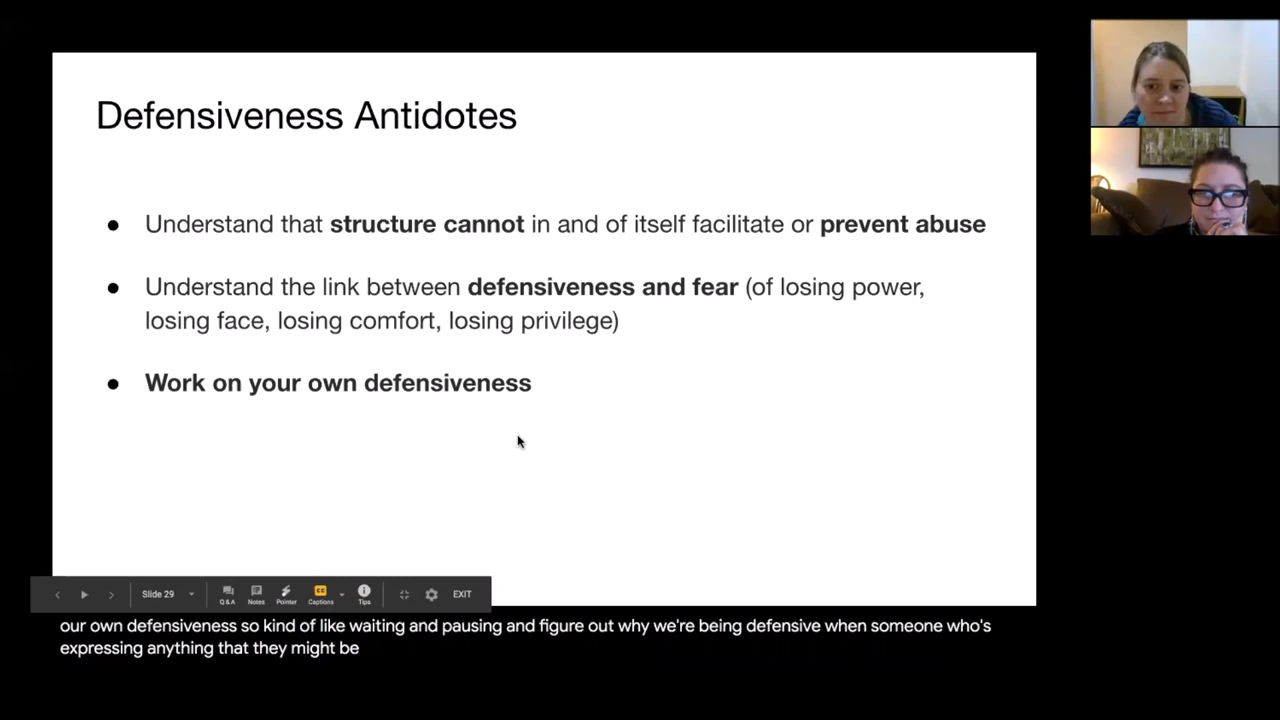 Defensiveness Antidotes
● Understand that structure cannot in and of itself facilitate or prevent abuse
● Understand the link between defensiveness and fear (of losing power,
losing face, losing comfort, losing privilege)
● Work on your own defensiveness
Slide 29
Q&A
Notes
Pointer
CC
Captions
Tips
EXIT
our own defensiveness so kind of like waiting and pausing and figure out why we're being defensive when someone who's
expressing anything that they might be